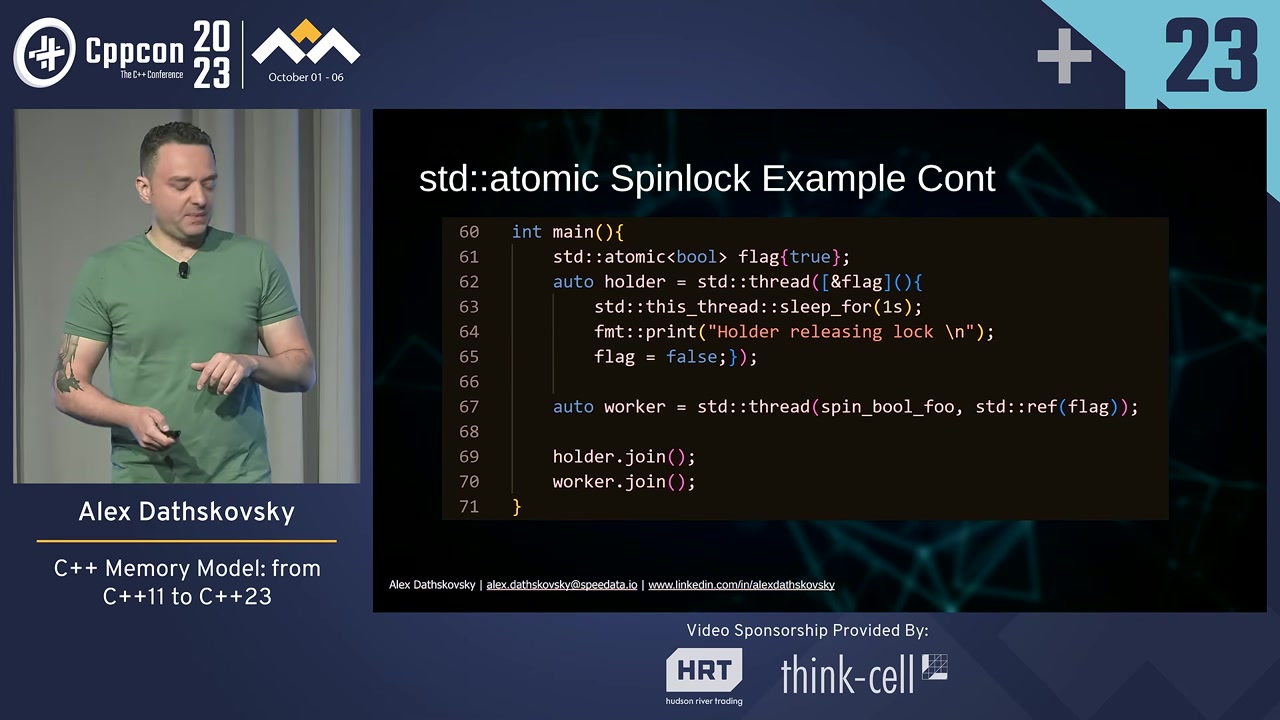 Cppcon
The C++ Conference
20
23
October 01 - 06
23
std::atomic Spinlock Example Cont
60 int main(){
61 std::atomic<bool> flag{true};
62 auto holder = std::thread([&flag](){
63 std::this_thread::sleep_for(1s);
64 fmt::print("Holder releasing lock \n");
65 flag = false;});
66
67 auto worker = std::thread(spin_bool_foo, std::ref(flag));
68
69 holder.join();
70 worker.join();
71 }
Alex Dathskovsky | alex.dathskovsky@speedata.io | www.linkedin.com/in/alexdathskovsky
Alex Dathskovsky
C++ Memory Model: from
C++11 to C++23
Video Sponsorship Provided By:
HRT
hudson river trading
think-cell